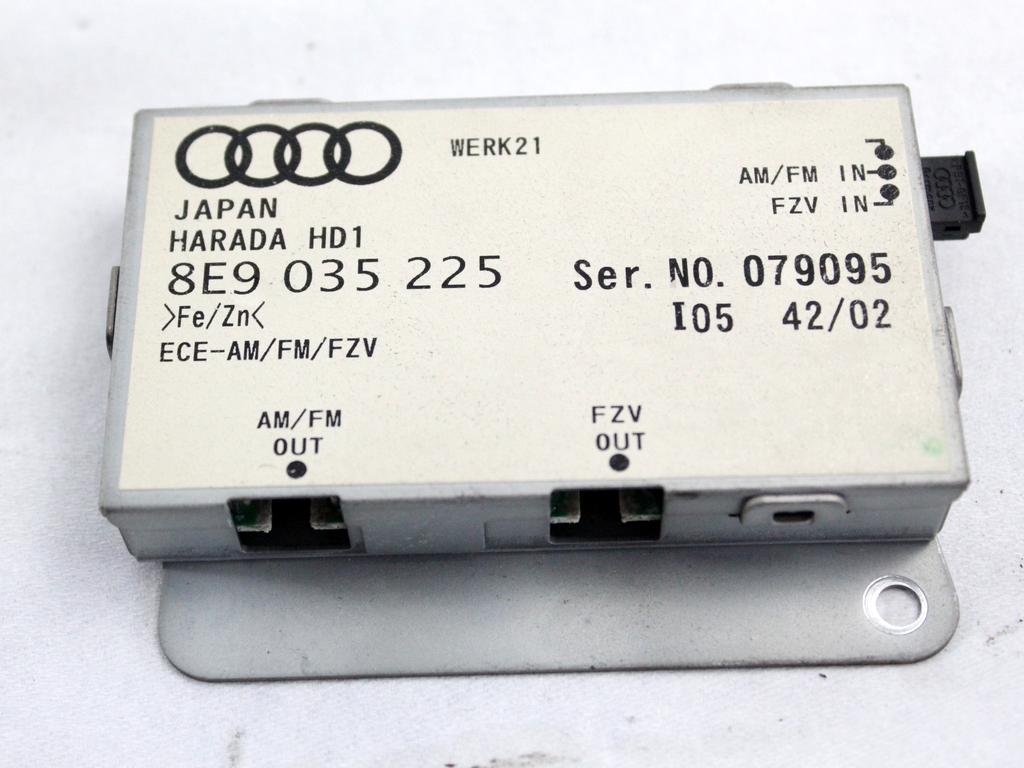 WERK21
AM/FM IN
FZV IN
JAPAN
HARADA HD1
8E9 035 225
Ser. NO. 079095
>Fe/Zn<
I05 42/02
ECE-AM/FM/FZV
AM/FM
OUT
FZV
OUT